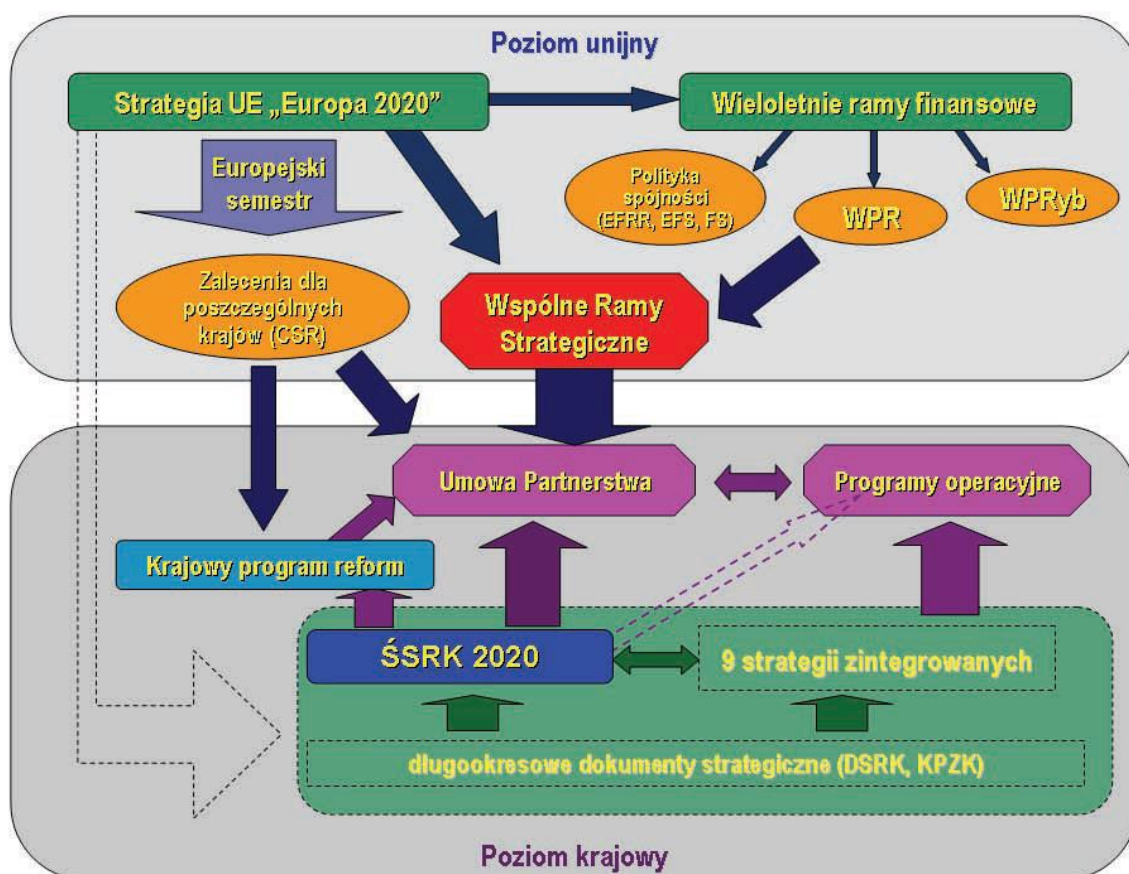 Poziom unijny
Strategia UE „Europa 2020”
Wieloletnie ramy finansowe
Europejski
semestr
Polityka
spójności
(EFRR, EFS, FS)
WPR
WPRyb
Zalecenia dla
poszczególnych
krajów (CSR)
Wspólne Ramy
Strategiczne
Umowa Partnerstwa
Programy operacyjne
Krajowy program reform
ŚSRK 2020
9 strategii zintegrowanych
długookresowe dokumenty strategiczne (DSRK, KPZK)
Poziom krajowy